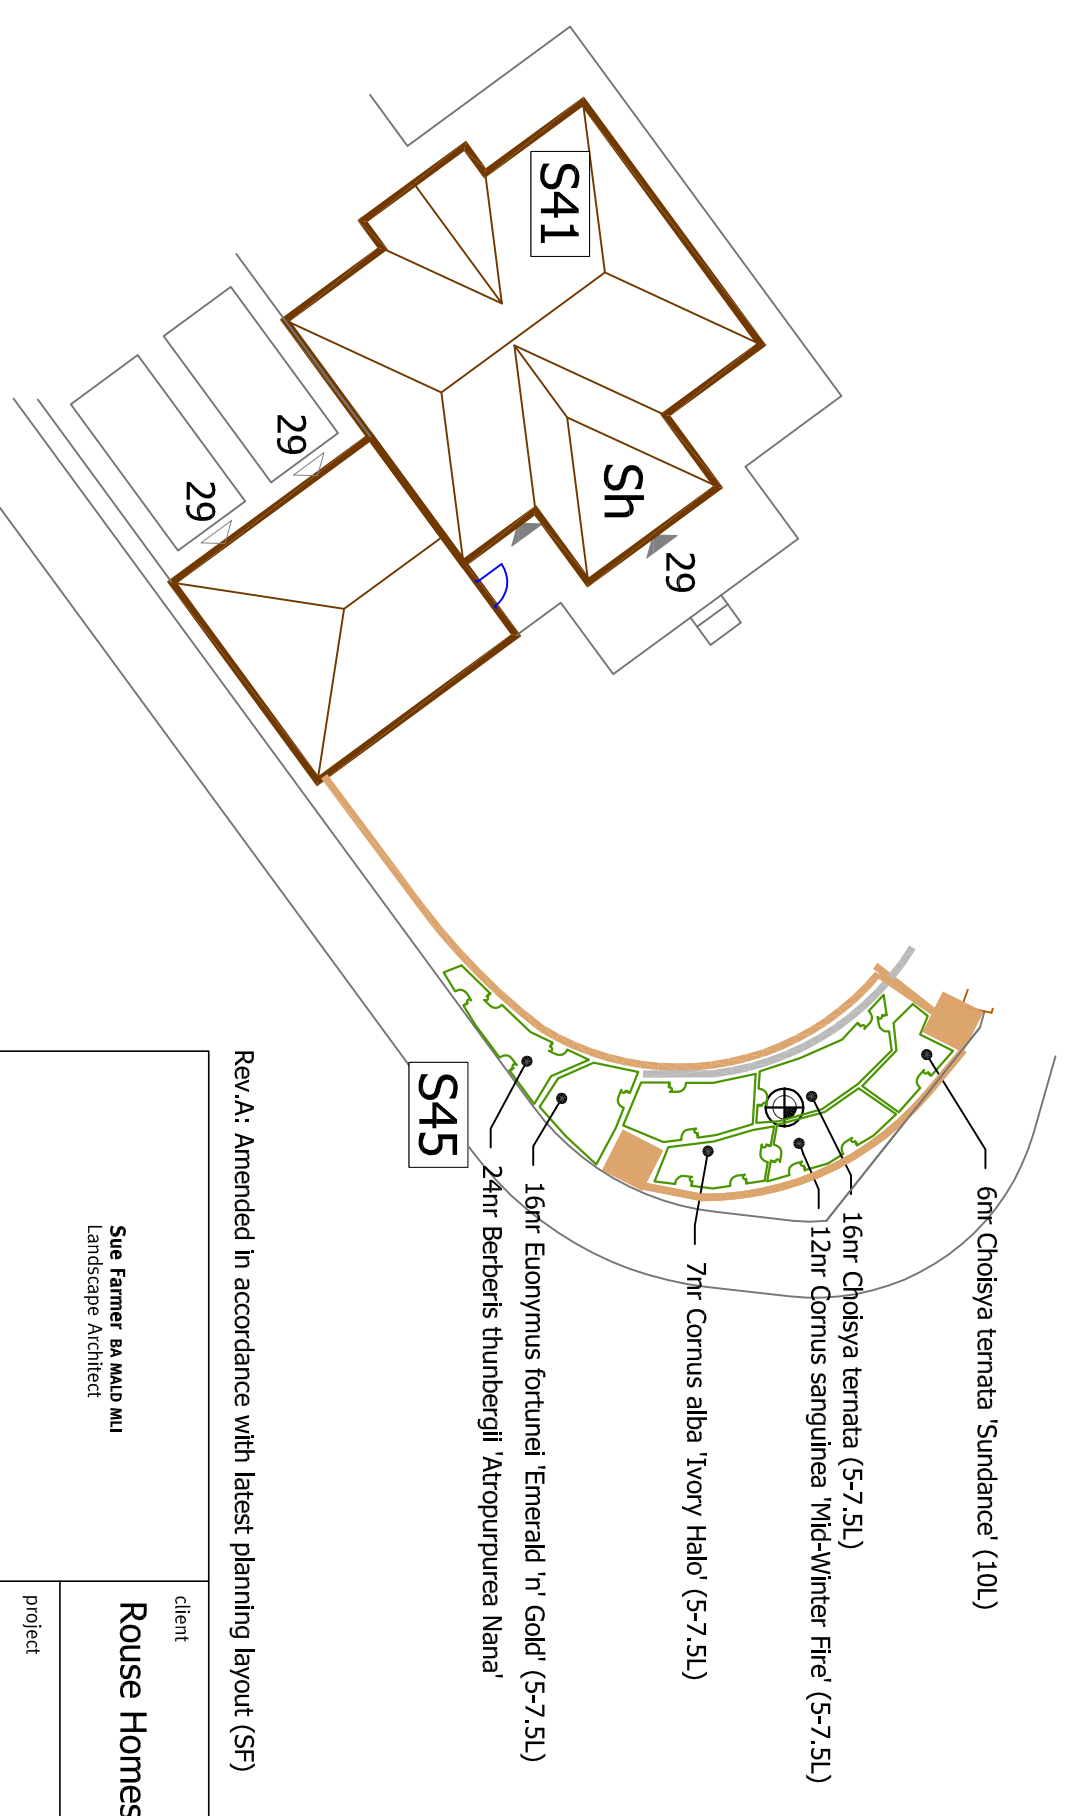 S41
Sh
29
29
29
6nr Choisya ternata 'Sundance' (10L)
16nr Choisya ternata (5-7.5L)
12nr Cornus sanguinea 'Mid-Winter Fire' (5-7.5L)
7nr Cornus alba 'Ivory Halo' (5-7.5L)
16nr Euonymus fortunei 'Emerald 'n' Gold' (5-7.5L)
24nr Berberis thunbergii 'Atropurpurea Nana'
S45
Rev.A: Amended in accordance with latest planning layout (SF)
Sue Farmer BA MALD MLI
Landscape Architect
client
Rouse Homes
project